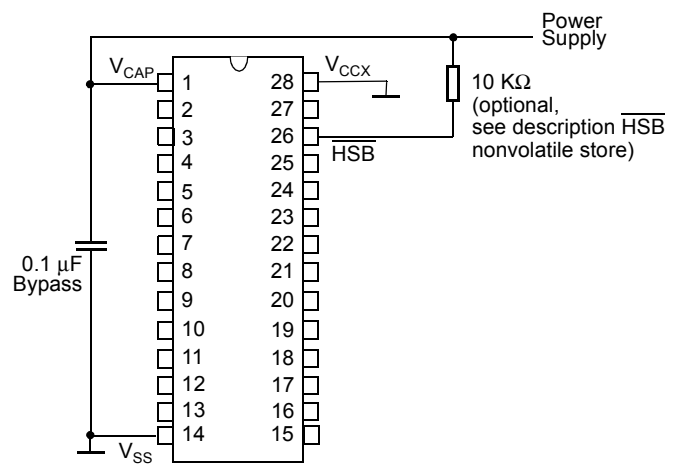 Power
Supply
VCAP
VCCX
1 28
2 27
3 26
4 25
5 24
6 23
7 22
8 21
9 20
10 19
11 18
12 17
13 16
14 15
10 KΩ
(optional,
see description H̅S̅B̅
nonvolatile store)
H̅S̅B̅
0.1 μF
Bypass
VSS